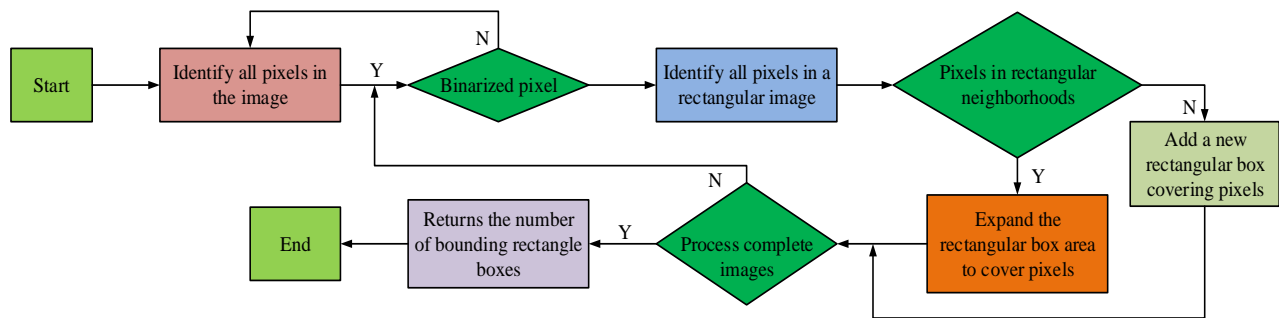 N
Start
Identify all pixels in
the image
Y
Binarized pixel
Identify all pixels in a
rectangular image
Pixels in rectangular
neighborhoods
N
Add a new
rectangular box
covering pixels
Y
Expand the
rectangular box area
to cover pixels
N
Process complete
images
Y
Returns the number
of bounding rectangle
boxes
End